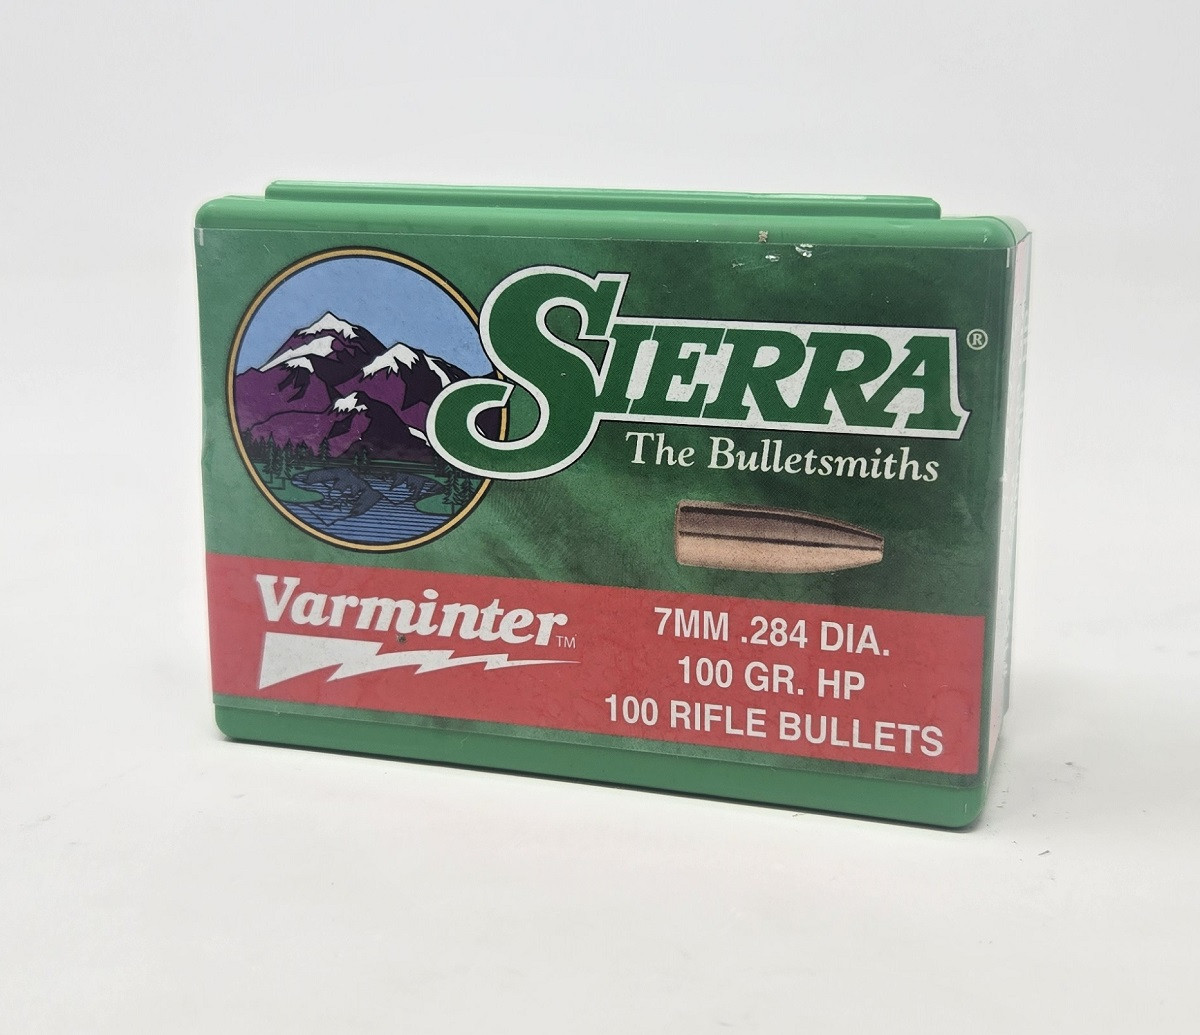 SIERRA®
The Bulletsmiths
Varminter™
7MM .284 DIA.
100 GR. HP
100 RIFLE BULLETS